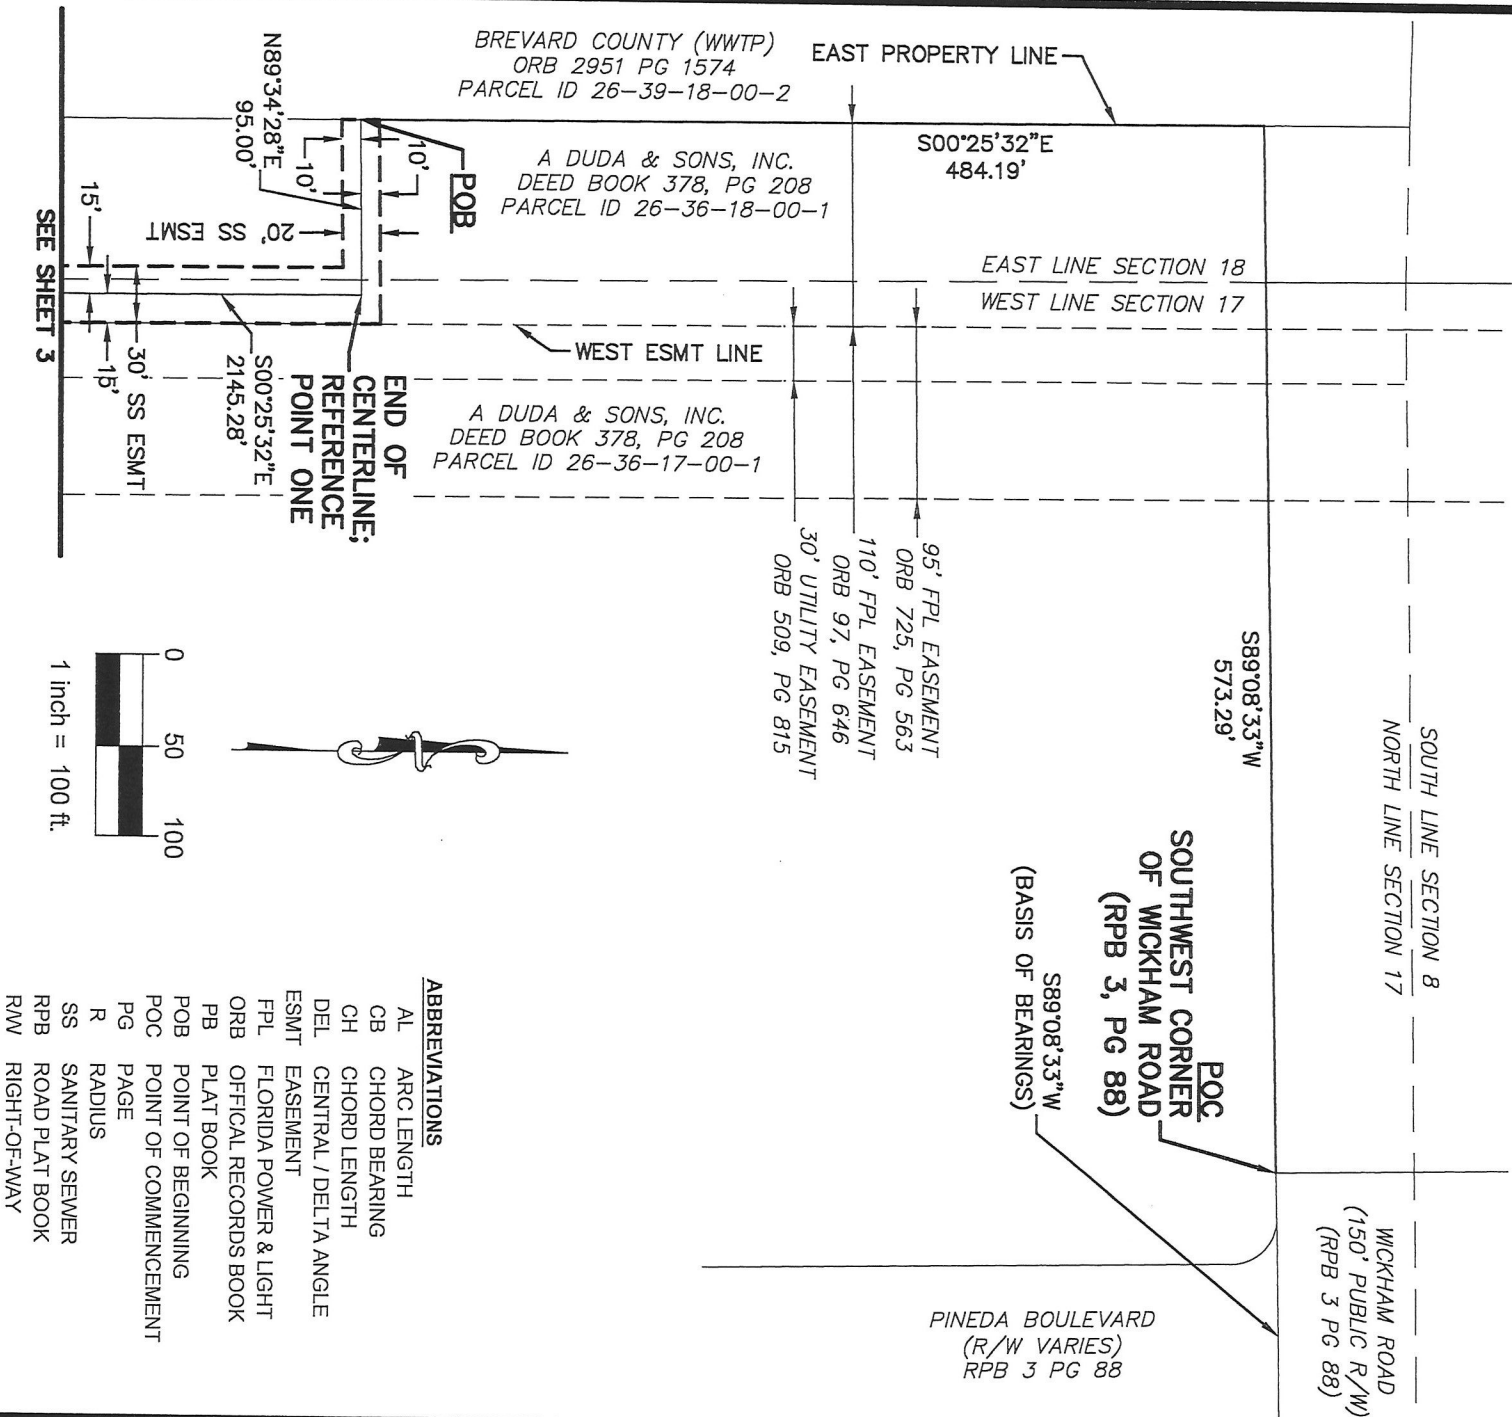 BREVARD COUNTY (WWTP)
ORB 2951 PG 1574
PARCEL ID 26-39-18-00-2
EAST PROPERTY LINE
N89°34'28"E
95.00'
10'
10'
POB
A DUDA & SONS, INC.
DEED BOOK 378, PG 208
PARCEL ID 26-36-18-00-1
S00°25'32"E
484.19'
15'
20' SS ESMT
SEE SHEET 3
EAST LINE SECTION 18
WEST LINE SECTION 17
WEST ESMT LINE
30' SS ESMT
15'
S00°25'32"E
2145.28'
END OF
CENTERLINE;
REFERENCE
POINT ONE
A DUDA & SONS, INC.
DEED BOOK 378, PG 208
PARCEL ID 26-36-17-00-1
95' FPL EASEMENT
ORB 725, PG 563
110' FPL EASEMENT
ORB 97, PG 646
30' UTILITY EASEMENT
ORB 509, PG 815
S89°08'33"W
573.29'
SOUTH LINE SECTION 8
NORTH LINE SECTION 17
0
50
100
1 inch = 100 ft.
POC
SOUTHWEST CORNER
OF WICKHAM ROAD
(RPB 3, PG 88)
S89°08'33"W
(BASIS OF BEARINGS)
WICKHAM ROAD
(150' PUBLIC R/W)
(RPB 3 PG 88)
PINEDA BOULEVARD
(R/W VARIES)
RPB 3 PG 88
ABBREVIATIONS
AL ARC LENGTH
CB CHORD BEARING
CH CHORD LENGTH
DEL CENTRAL / DELTA ANGLE
ESMT EASEMENT
FPL FLORIDA POWER & LIGHT
ORB OFFICAL RECORDS BOOK
PB PLAT BOOK
POB POINT OF BEGINNING
POC POINT OF COMMENCEMENT
PG PAGE
R RADIUS
SS SANITARY SEWER
RPB ROAD PLAT BOOK
R/W RIGHT-OF-WAY